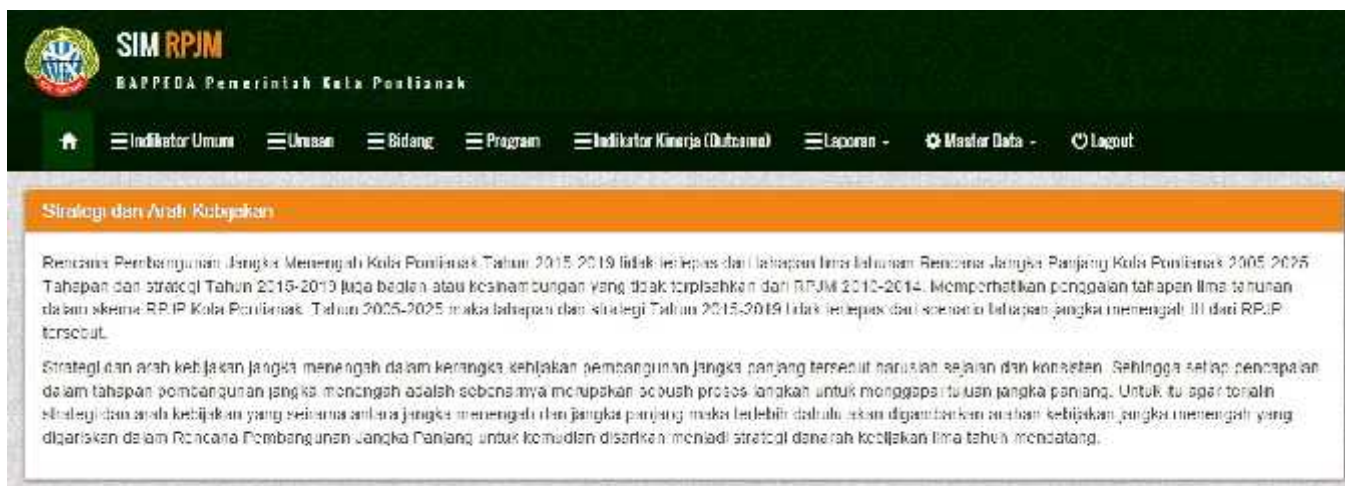 SIM RPJM
BAPPEDA Pemerintah Kota Pontianak
Indikator Umum Urusan Bidang Program Indikator Kinerja (Outcome) Laporan Master Data Logout
Strategi dan Arah Kebijakan
Rencana Pembangunan Jangka Menengah Kota Pontianak Tahun 2015-2019 tidak terlepas dari tahapan lima tahunan Rencana Jangka Panjang Kota Pontianak 2005-2025.
Tahapan dan strategi Tahun 2015-2019 juga bagian atau kesinambungan yang tidak terpisahkan dari RPJM 2010-2014. Memperhatikan penggalan tahapan lima tahunan
dalam skema RPJP Kota Pontianak Tahun 2005-2025 maka tahapan dan strategi Tahun 2015-2019 tidak terlepas dari scenario tahapan jangka menengah III dari RPJP
tersebut.
Strategi dan arah kebijakan jangka menengah dalam kerangka kebijakan pembangunan jangka panjang tersebut haruslah sejalan dan konsisten. Sehingga setiap pencapaian
dalam tahapan pembangunan jangka menengah adalah sebenarnya merupakan sebuah proses langkah untuk menggapai tujuan jangka panjang. Untuk itu agar terjalin
strategi dan arah kebijakan yang seirama antara jangka menengah dan jangka panjang maka terlebih dahulu akan digambarkan arahan kebijakan jangka menengah yang
digariskan dalam Rencana Pembangunan Jangka Panjang untuk kemudian disarikan menjadi strategi danarah kebijakan lima tahun mendatang.